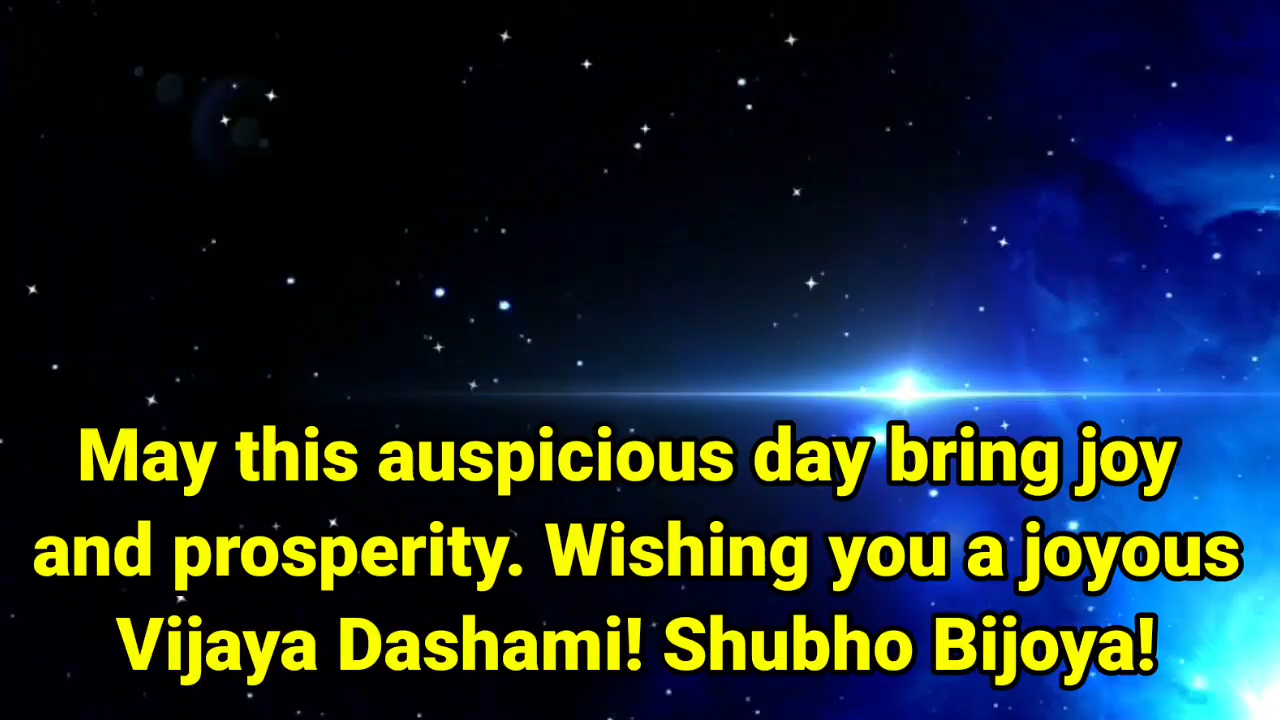 May this auspicious day bring joy
and prosperity. Wishing you a joyous
Vijaya Dashami! Shubho Bijoya!